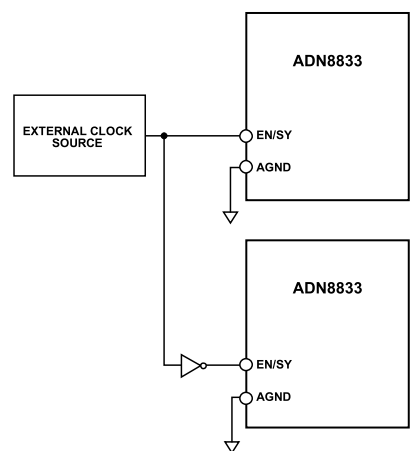 ADN8833
EXTERNAL CLOCK
SOURCE
EN/SY
AGND
ADN8833
EN/SY
AGND